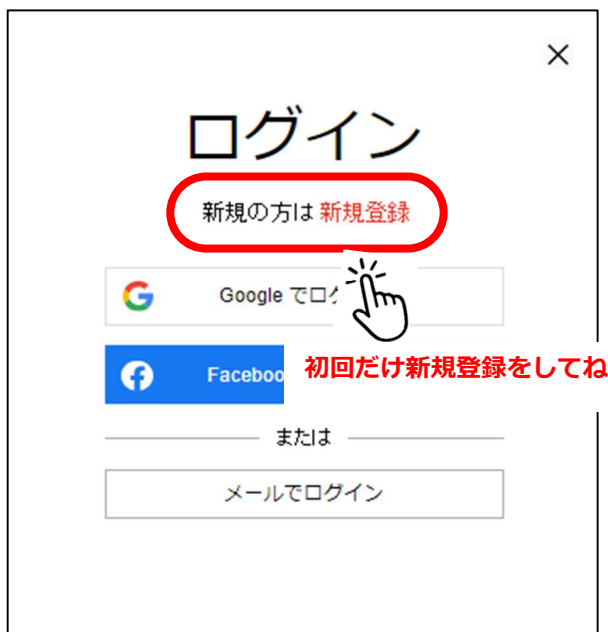 ログイン
新規の方は 新規登録
Google でログ
Faceboo
初回だけ新規登録をしてね
または
メールでログイン